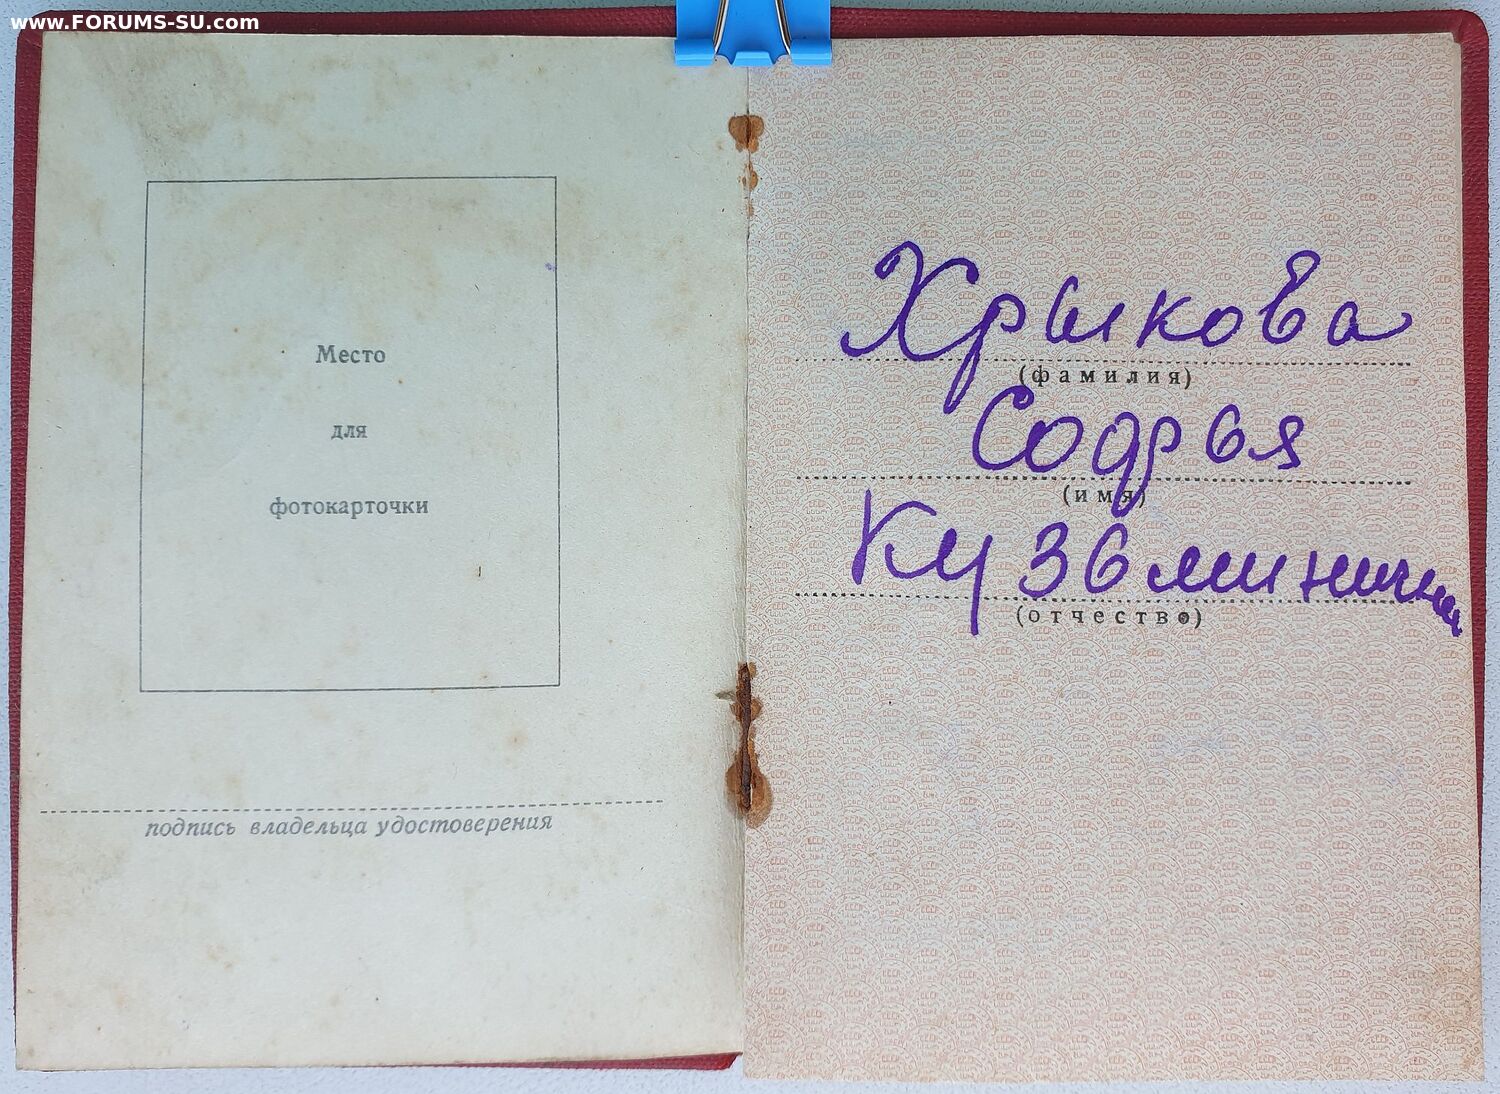 www.FORUMS-SU.com
Место
для
фотокарточки
подпись владельца удостоверения
Хрыкова
(фамилия)
Софья
(имя)
Кузьминична
(отчество)